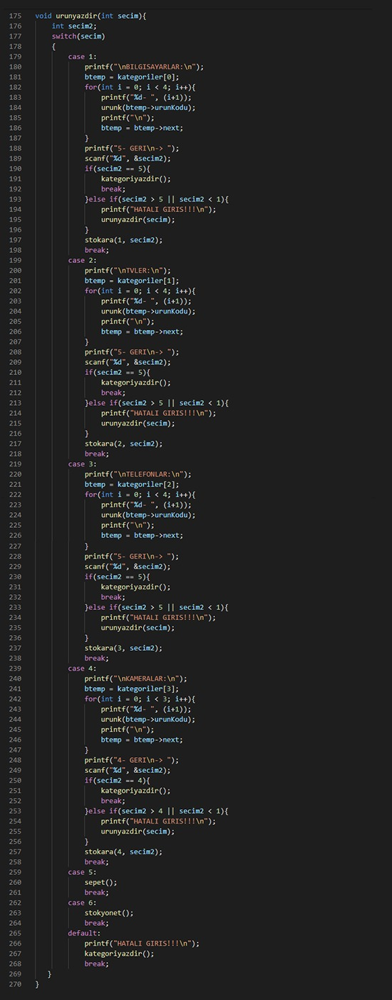 175 void urunyazdir(int secim){
176     int secim2;
177     switch(secim)
178     {
179         case 1:
180             printf("\nBILGISAYARLAR:\n");
181             btemp = kategoriler[0];
182             for(int i = 0; i < 4; i++){
183                 printf("%d- ", (i+1));
184                 urunk(btemp->urunKodu);
185                 printf("\n");
186                 btemp = btemp->next;
187             }
188             printf("5- GERI\n-> ");
189             scanf("%d", &secim2);
190             if(secim2 == 5){
191                 kategoriyazdir();
192                 break;
193             }else if(secim2 > 5 || secim2 < 1){
194                 printf("HATALI GIRIS!!!\n");
195                 urunyazdir(secim);
196             }
197             stokara(1, secim2);
198             break;
199         case 2:
200             printf("\nTVLER:\n");
201             btemp = kategoriler[1];
202             for(int i = 0; i < 4; i++){
203                 printf("%d- ", (i+1));
204                 urunk(btemp->urunKodu);
205                 printf("\n");
206                 btemp = btemp->next;
207             }
208             printf("5- GERI\n-> ");
209             scanf("%d", &secim2);
210             if(secim2 == 5){
211                 kategoriyazdir();
212                 break;
213             }else if(secim2 > 5 || secim2 < 1){
214                 printf("HATALI GIRIS!!!\n");
215                 urunyazdir(secim);
216             }
217             stokara(2, secim2);
218             break;
219         case 3:
220             printf("\nTELEFONLAR:\n");
221             btemp = kategoriler[2];
222             for(int i = 0; i < 4; i++){
223                 printf("%d- ", (i+1));
224                 urunk(btemp->urunKodu);
225                 printf("\n");
226                 btemp = btemp->next;
227             }
228             printf("5- GERI\n-> ");
229             scanf("%d", &secim2);
230             if(secim2 == 5){
231                 kategoriyazdir();
232                 break;
233             }else if(secim2 > 5 || secim2 < 1){
234                 printf("HATALI GIRIS!!!\n");
235                 urunyazdir(secim);
236             }
237             stokara(3, secim2);
238             break;
239         case 4:
240             printf("\nKAMERALAR:\n");
241             btemp = kategoriler[3];
242             for(int i = 0; i < 3; i++){
243                 printf("%d- ", (i+1));
244                 urunk(btemp->urunKodu);
245                 printf("\n");
246                 btemp = btemp->next;
247             }
248             printf("4- GERI\n-> ");
249             scanf("%d", &secim2);
250             if(secim2 == 4){
251                 kategoriyazdir();
252                 break;
253             }else if(secim2 > 4 || secim2 < 1){
254                 printf("HATALI GIRIS!!!\n");
255                 urunyazdir(secim);
256             }
257             stokara(4, secim2);
258             break;
259         case 5:
260             sepet();
261             break;
262         case 6:
263             stokyonet();
264             break;
265         default:
266             printf("HATALI GIRIS!!!\n");
267             kategoriyazdir();
268             break;
269    }
270 }